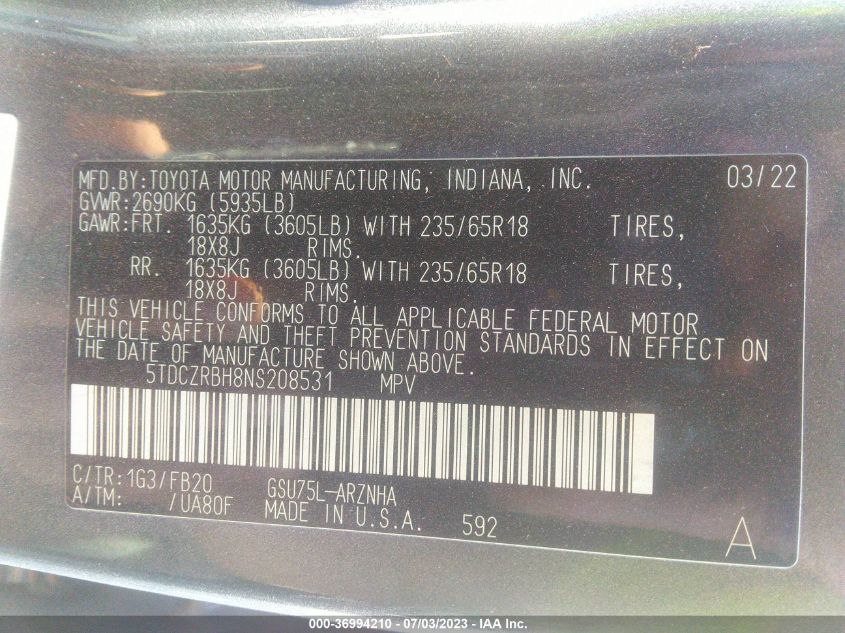 MFD.BY:TOYOTA MOTOR MANUFACTURING, INDIANA, INC. 03/22
GVWR:2690KG (5935LB)
GAWR:FRT. 1635KG (3605LB) WITH 235/65R18 TIRES,
18X8J RIMS.
RR. 1635KG (3605LB) WITH 235/65R18 TIRES,
18X8J RIMS.
THIS VEHICLE CONFORMS TO ALL APPLICABLE FEDERAL MOTOR
VEHICLE SAFETY AND THEFT PREVENTION STANDARDS IN EFFECT ON
THE DATE OF MANUFACTURE SHOWN ABOVE.
5TDCZRBH8NS208531 MPV
C/TR:1G3/FB20 GSU75L-ARZNHA
A/TM: /UA80F MADE IN U.S.A. 592 A
000-36994210 - 07/03/2023 - IAA Inc.